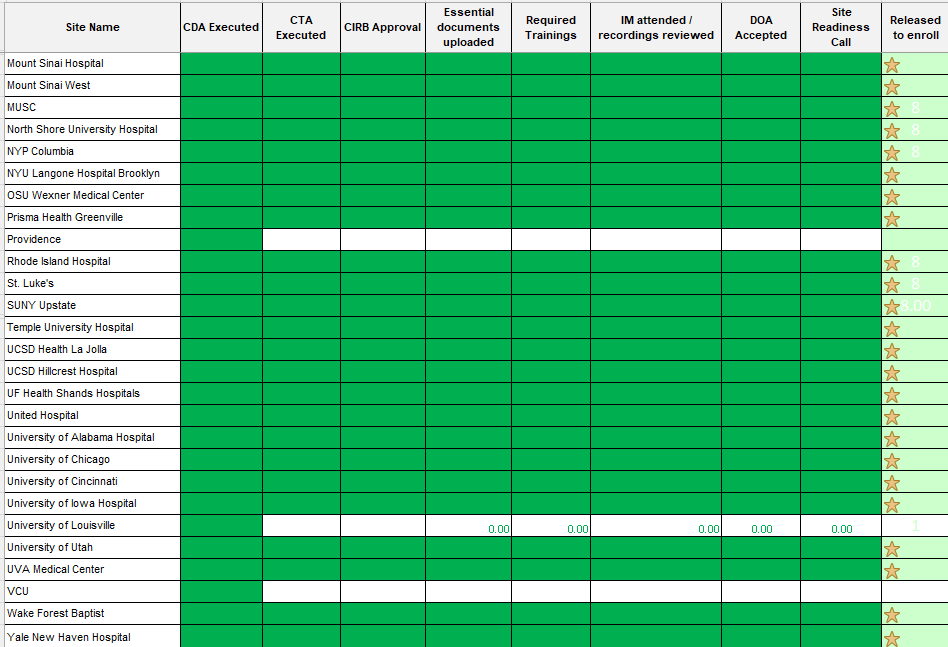 Site Name CDA Executed CTA Executed CIRB Approval Essential documents uploaded Required Trainings IM attended / recordings reviewed DOA Accepted Site Readiness Call Released to enroll
Mount Sinai Hospital
Mount Sinai West
MUSC 8
North Shore University Hospital 8
NYP Columbia 8
NYU Langone Hospital Brooklyn
OSU Wexner Medical Center
Prisma Health Greenville
Providence
Rhode Island Hospital 8
St. Luke's 8
SUNY Upstate 8.00
Temple University Hospital
UCSD Health La Jolla
UCSD Hillcrest Hospital
UF Health Shands Hospitals
United Hospital
University of Alabama Hospital
University of Chicago
University of Cincinnati
University of Iowa Hospital
University of Louisville 0.00 0.00 0.00 0.00 0.00 1
University of Utah
UVA Medical Center
VCU
Wake Forest Baptist
Yale New Haven Hospital